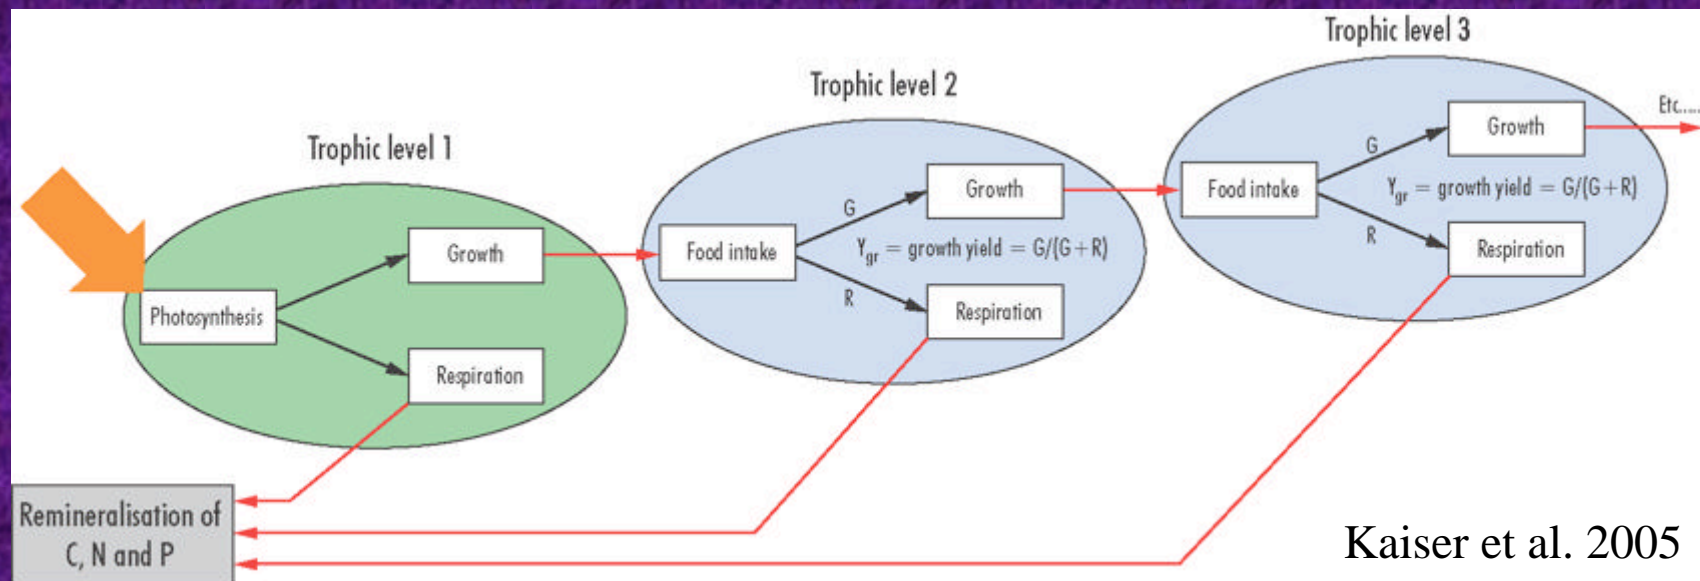 Trophic level 1
Photosynthesis
Growth
Respiration
Trophic level 2
Food intake
G
R
Growth
Y_gr = growth yield = G/(G+R)
Respiration
Trophic level 3
Food intake
G
R
Growth
Y_gr = growth yield = G/(G+R)
Respiration
Etc.....
Remineralisation of
C, N and P
Kaiser et al. 2005